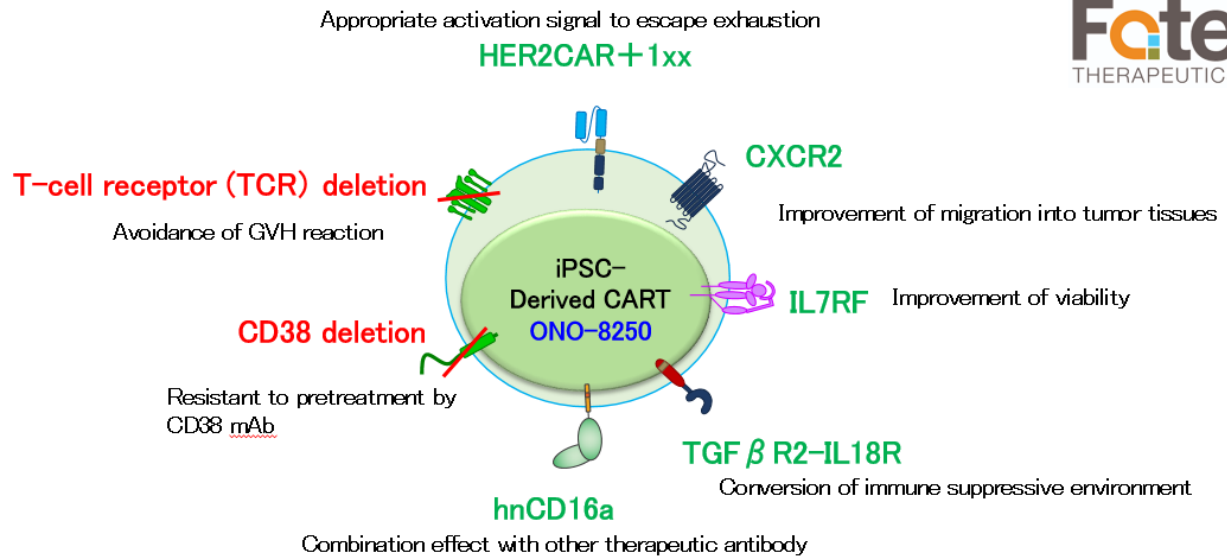 Appropriate activation signal to escape exhaustion
HER2CAR＋1xx
Fate
THERAPEUTIC
T-cell receptor (TCR) deletion
Avoidance of GVH reaction
CXCR2
Improvement of migration into tumor tissues
iPSC-
Derived CART
ONO-8250
IL7RF
Improvement of viability
CD38 deletion
Resistant to pretreatment by
CD38 mAb
TGFβR2-IL18R
Conversion of immune suppressive environment
hnCD16a
Combination effect with other therapeutic antibody